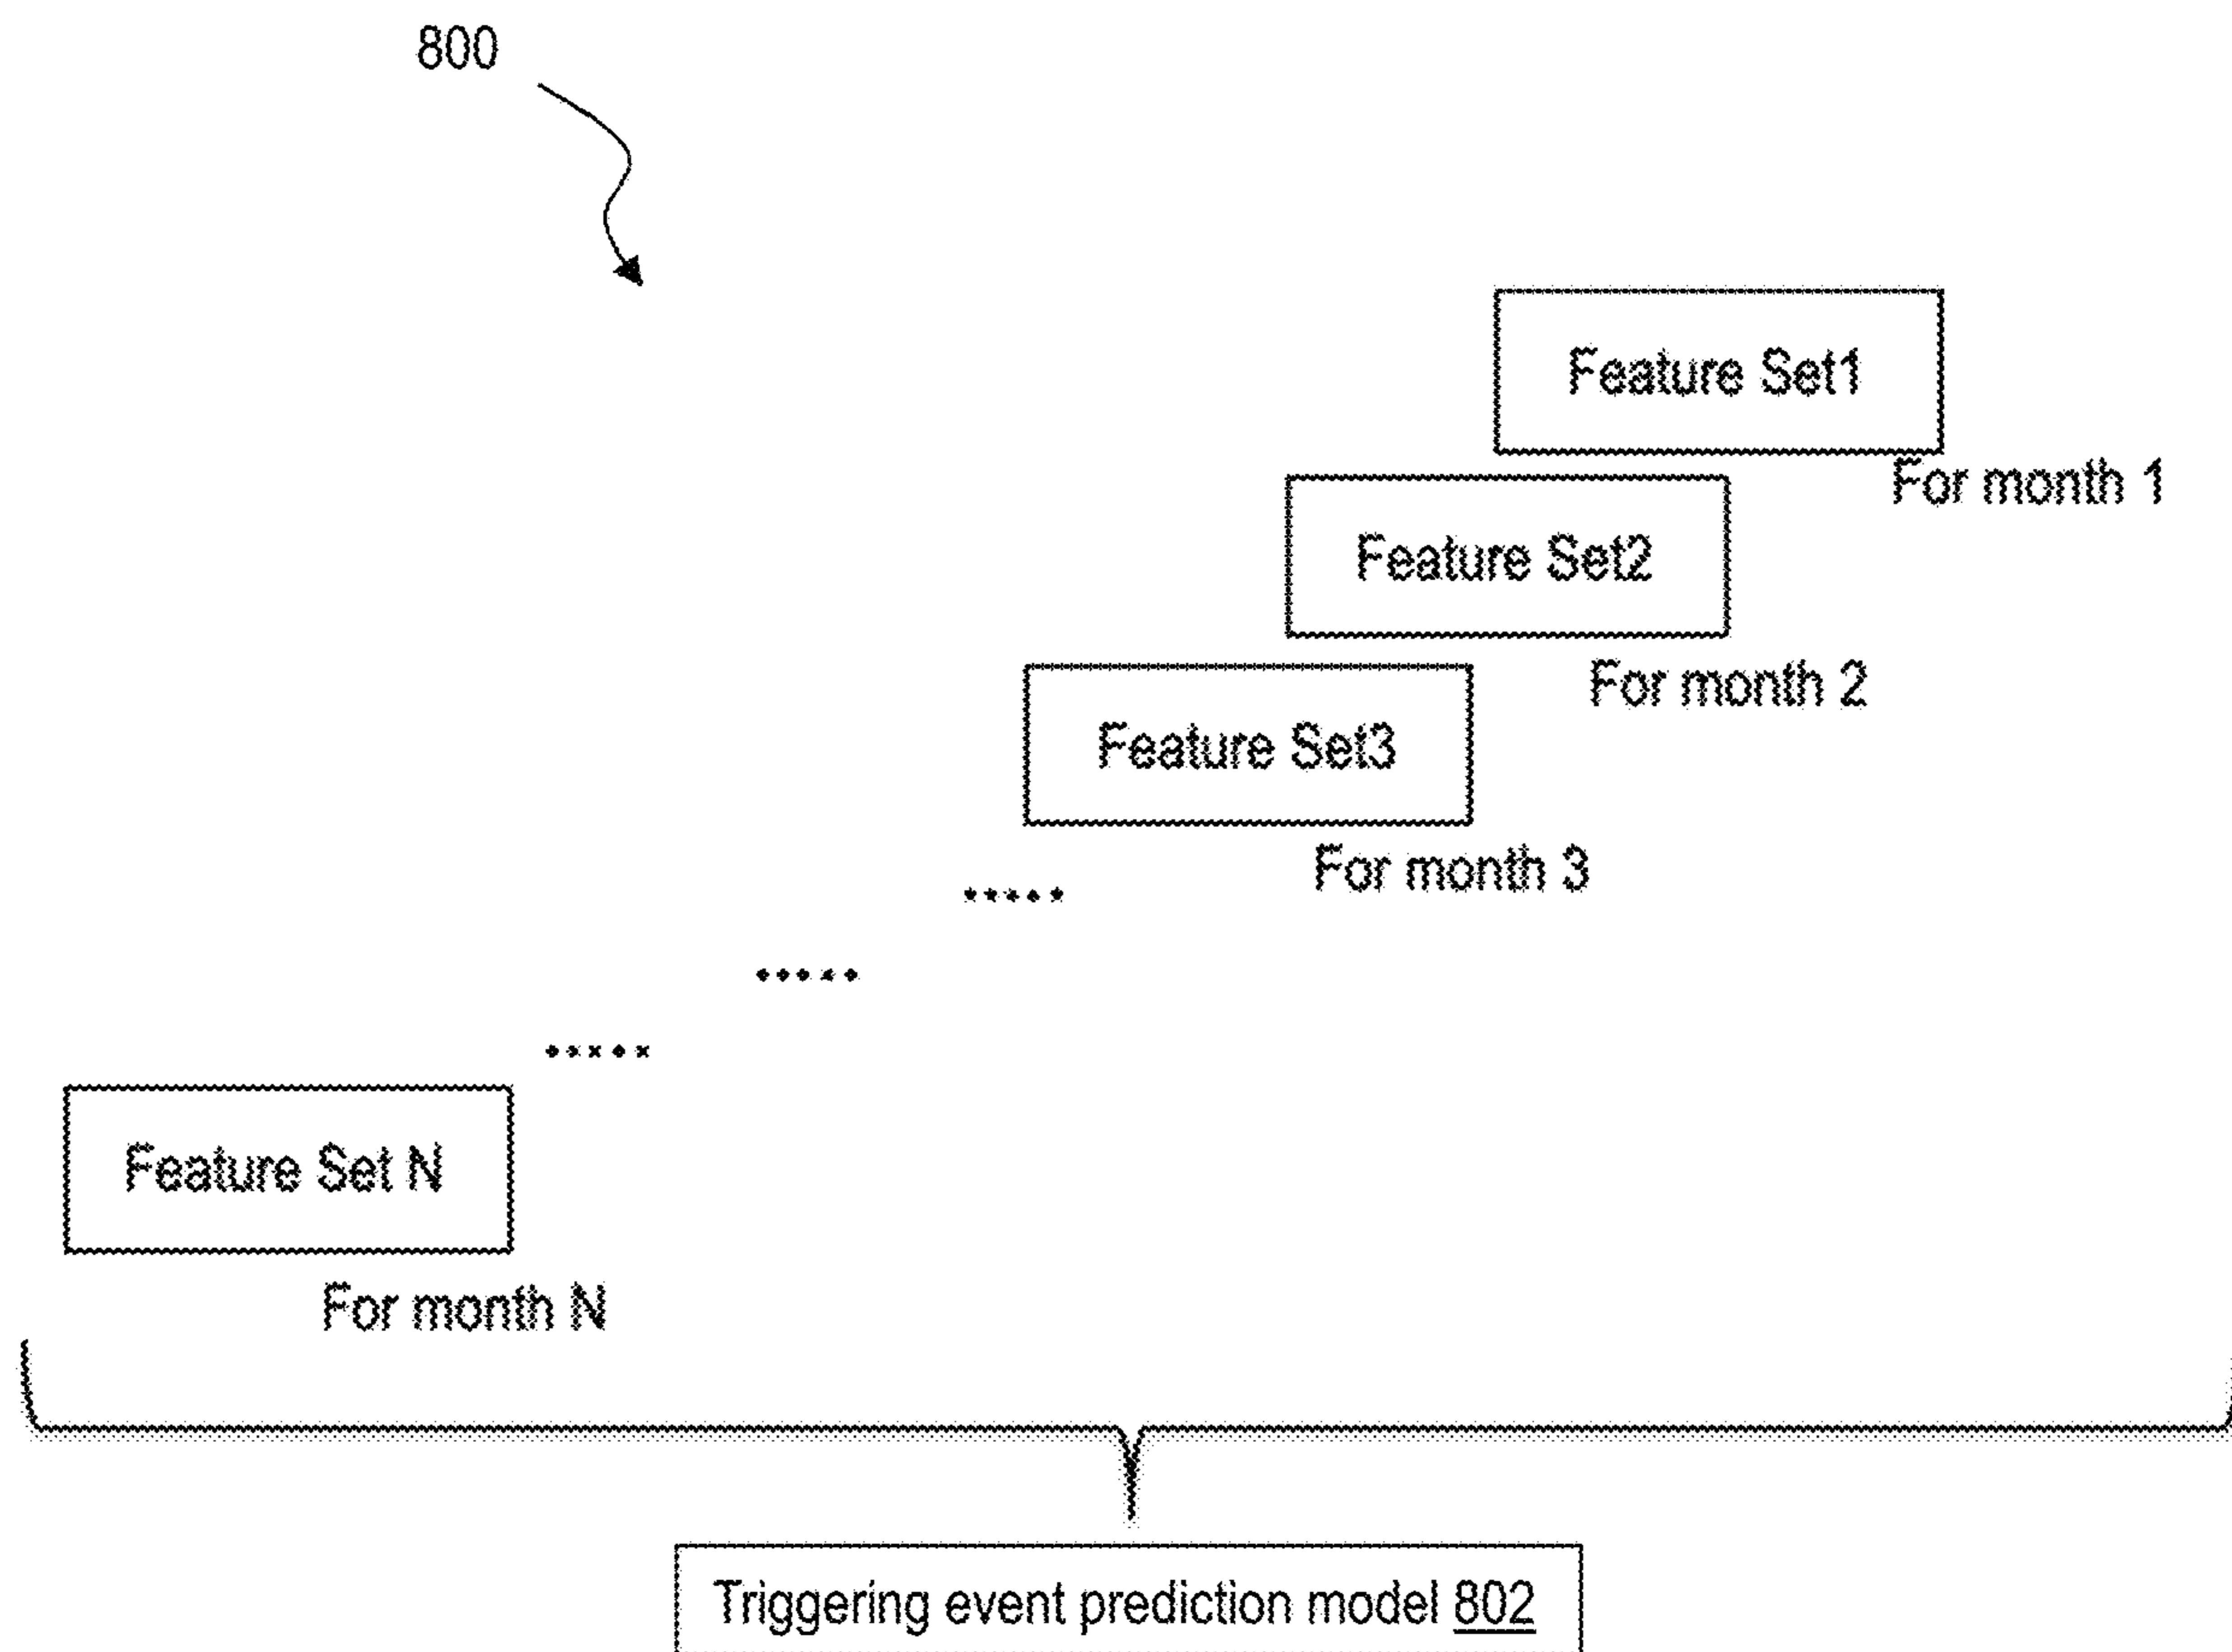 800
Feature Set1
For month 1
Feature Set2
For month 2
Feature Set3
For month 3
.....
.....
.....
Feature Set N
For month N
Triggering event prediction model 802